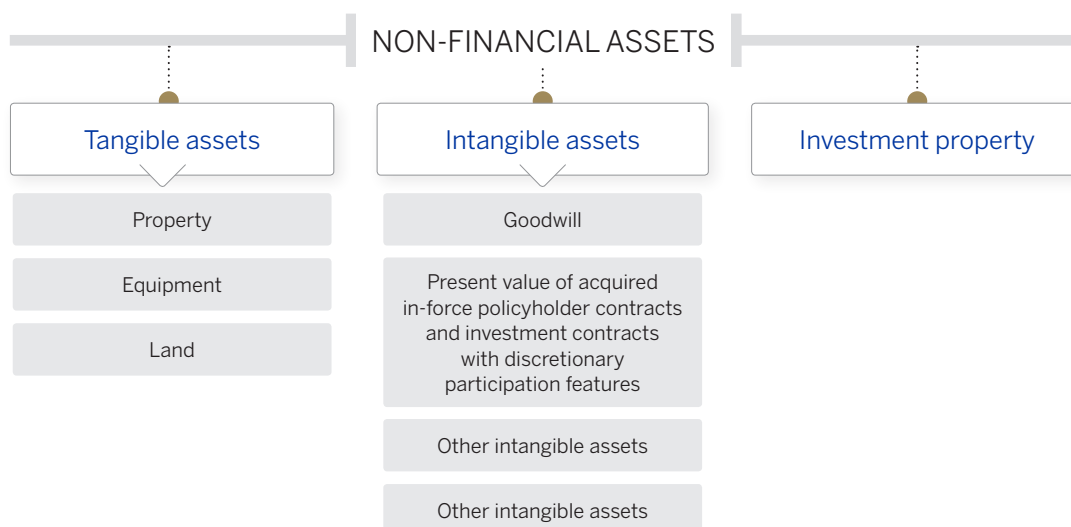 NON-FINANCIAL ASSETS
Tangible assets
Property
Equipment
Land
Intangible assets
Goodwill
Present value of acquired
in-force policyholder contracts
and investment contracts
with discretionary
participation features
Other intangible assets
Other intangible assets
Investment property